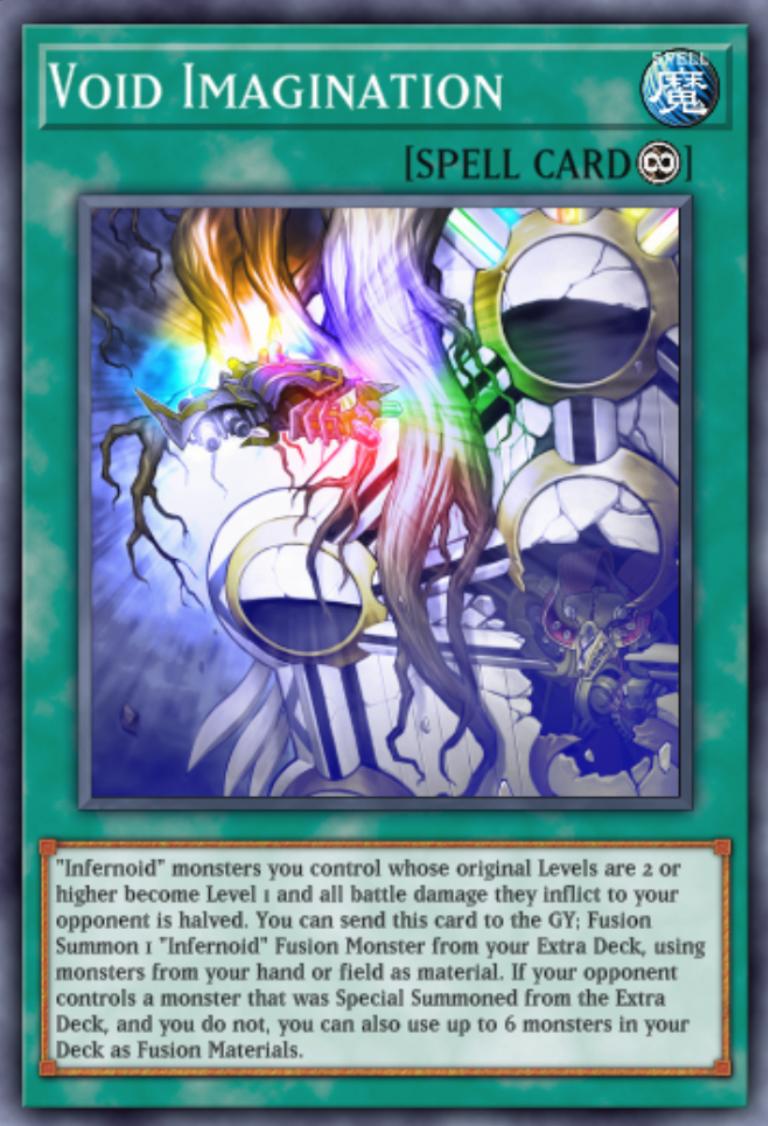 Void Imagination
SPELL
魔
[SPELL CARD]
"Infernoid" monsters you control whose original Levels are 2 or
higher become Level 1 and all battle damage they inflict to your
opponent is halved. You can send this card to the GY; Fusion
Summon 1 "Infernoid" Fusion Monster from your Extra Deck, using
monsters from your hand or field as material. If your opponent
controls a monster that was Special Summoned from the Extra
Deck, and you do not, you can also use up to 6 monsters in your
Deck as Fusion Materials.